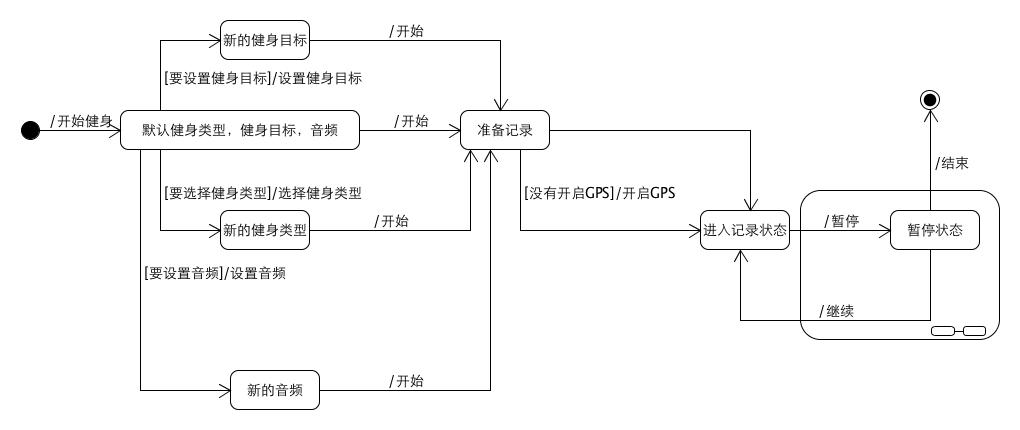 新的健身目标
/开始
[要设置健身目标]/设置健身目标
/开始健身
默认健身类型，健身目标，音频
/开始
准备记录
[要选择健身类型]/选择健身类型
[没有开启GPS]/开启GPS
/结束
新的健身类型
/开始
进入记录状态
/暂停
暂停状态
[要设置音频]/设置音频
/继续
新的音频
/开始